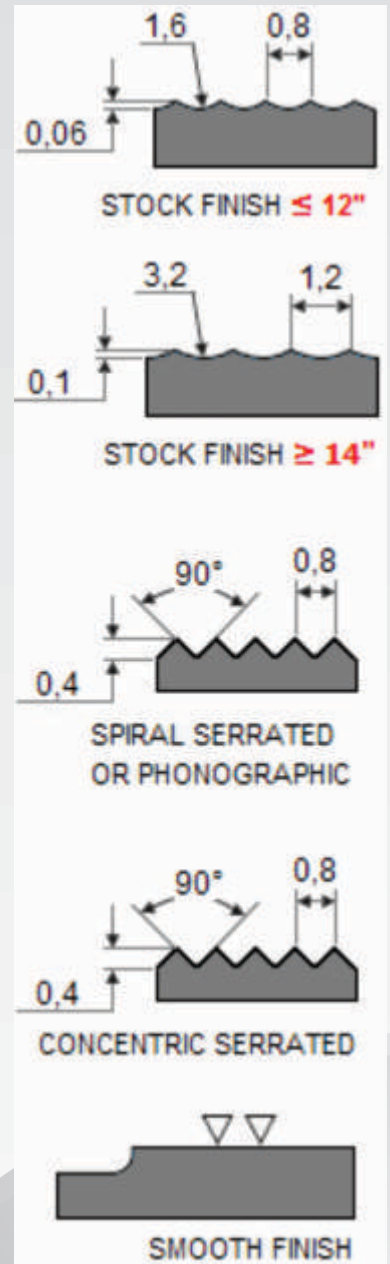 1,6 0,8
0,06
STOCK FINISH ≤ 12"
3,2 1,2
0,1
STOCK FINISH ≥ 14"
90° 0,8
0,4
SPIRAL SERRATED
OR PHONOGRAPHIC
90° 0,8
0,4
CONCENTRIC SERRATED
SMOOTH FINISH